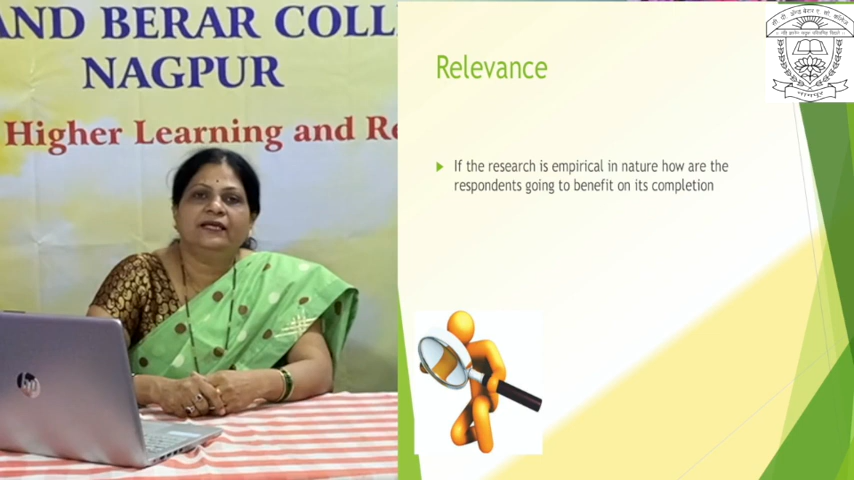 AND BERAR COLL
NAGPUR
Higher Learning and Re
Relevance
If the research is empirical in nature how are the
respondents going to benefit on its completion
hp
नागपूर